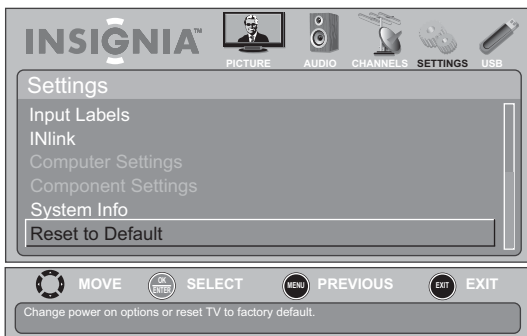 INSIGNIA™
PICTURE AUDIO CHANNELS SETTINGS USB
Settings
Input Labels
INlink
Computer Settings
Component Settings
System Info
Reset to Default
MOVE OK ENTER SELECT MENU PREVIOUS EXIT EXIT
Change power on options or reset TV to factory default.